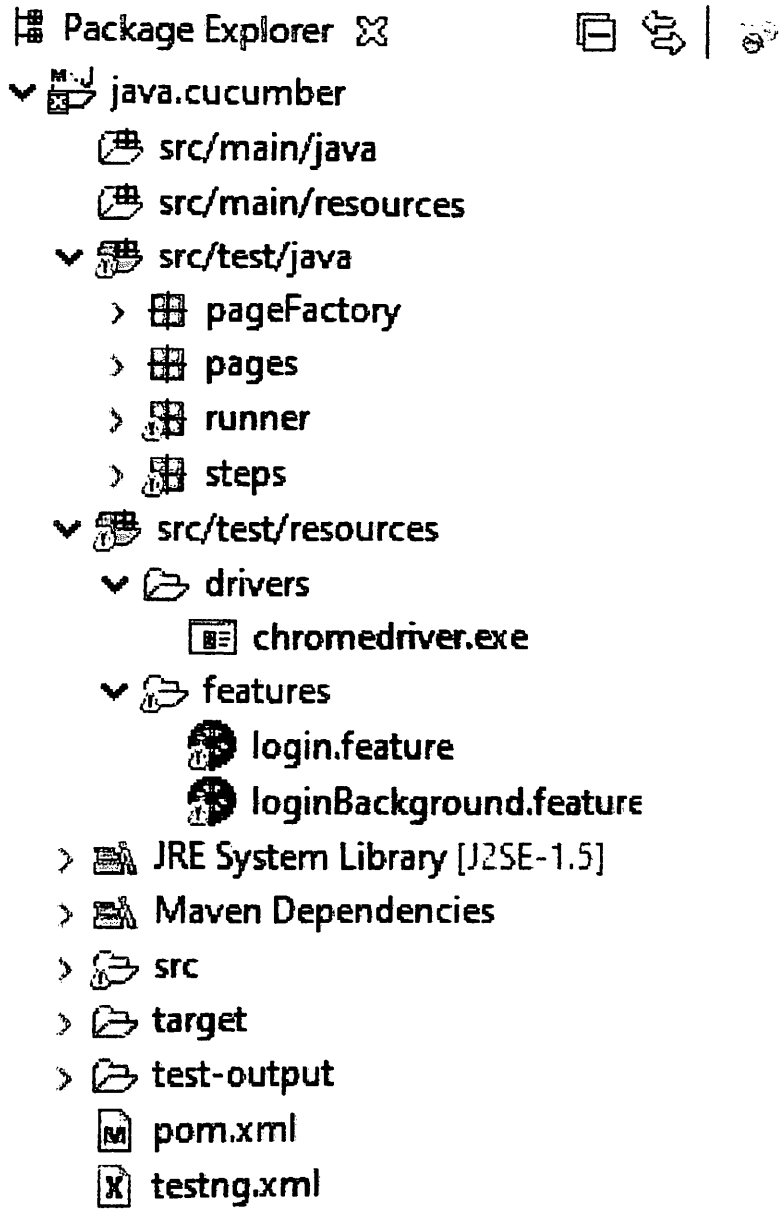 Package Explorer
java.cucumber
src/main/java
src/main/resources
src/test/java
pageFactory
pages
runner
steps
src/test/resources
drivers
chromedriver.exe
features
login.feature
loginBackground.feature
JRE System Library [J2SE-1.5]
Maven Dependencies
src
target
test-output
pom.xml
testng.xml